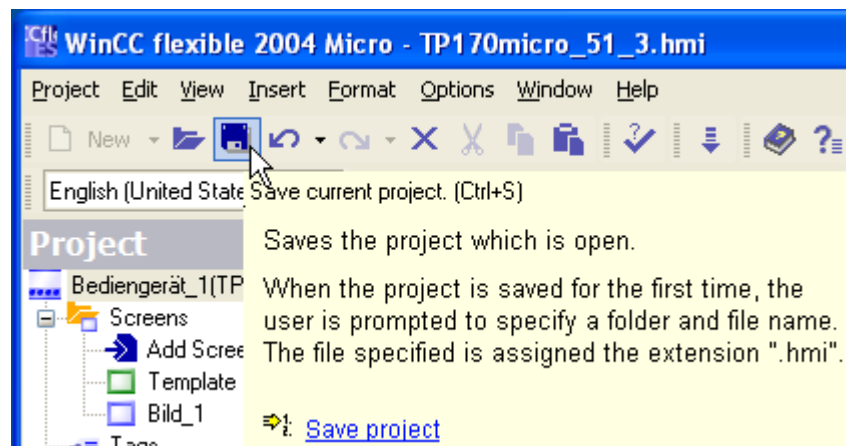 WinCC flexible 2004 Micro - TP170micro_51_3.hmi
Project Edit View Insert Format Options Window Help
New
English (United State
Save current project. (Ctrl+S)
Project
Saves the project which is open.
Bediengerät_1(TP
When the project is saved for the first time, the
Screens
user is prompted to specify a folder and file name.
Add Scree
The file specified is assigned the extension ".hmi".
Template
Bild_1
Save project
Tags